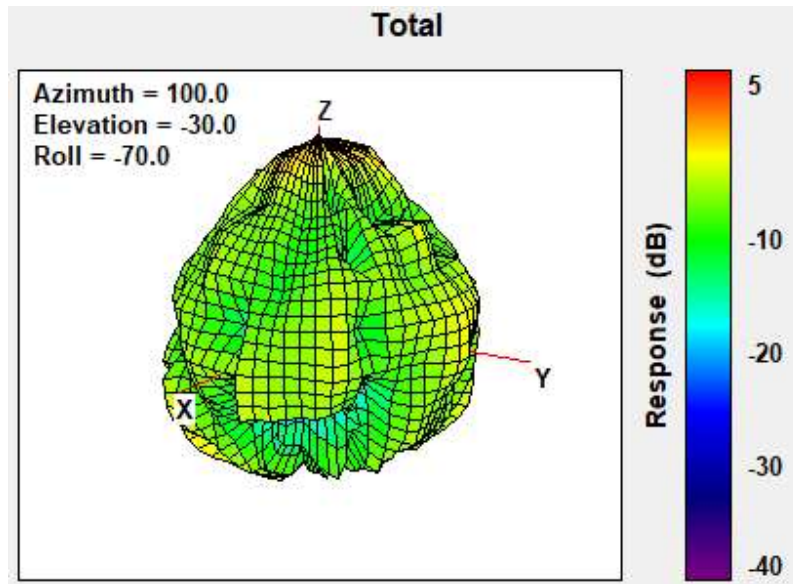 Total
Azimuth = 100.0
Elevation = -30.0
Roll = -70.0
Z
X
Y
Response (dB)
5
-10
-20
-30
-40